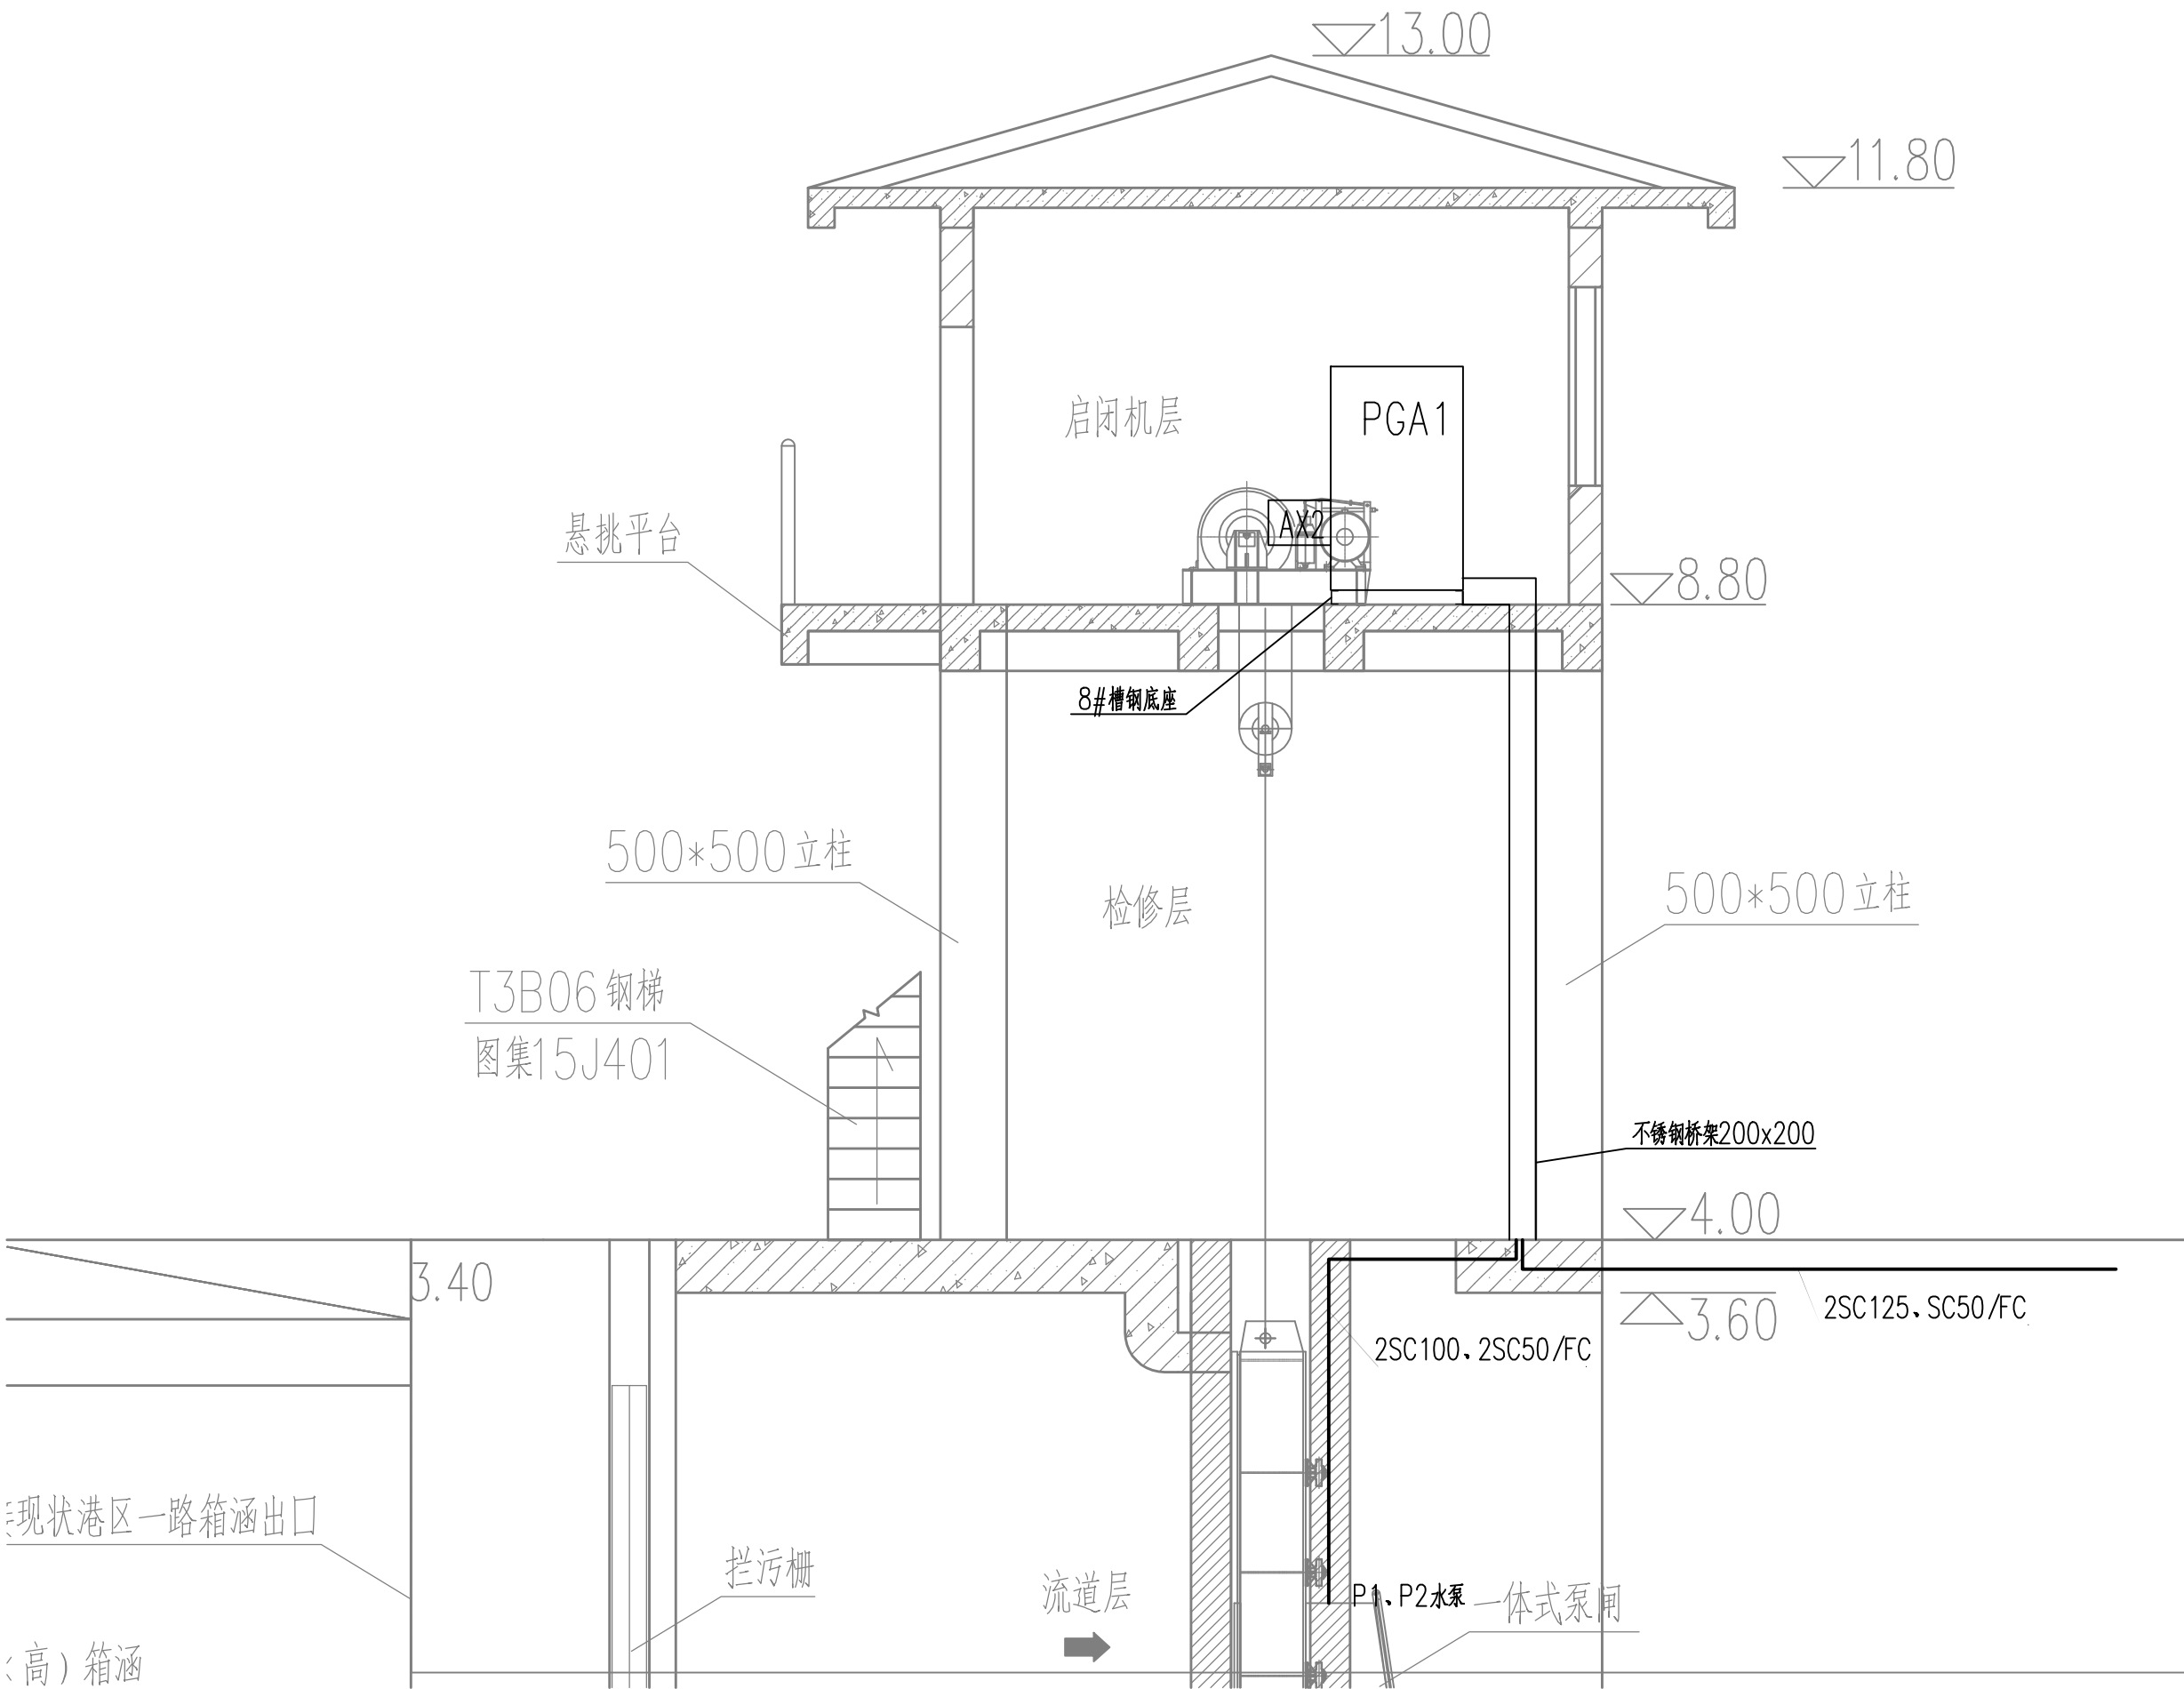 13.00
11.80
启闭机层
PGA1
AX2
悬挑平台
8.80
8#槽钢底座
500*500立柱
500*500立柱
检修层
T3B06钢梯
图集15J401
不锈钢桥架200x200
4.00
3.40
3.60
2SC125、SC50/FC
2SC100、2SC50/FC
现状港区一路箱涵出口
拦污栅
流道层
P1、P2水泵
一体式泵闸
高）箱涵